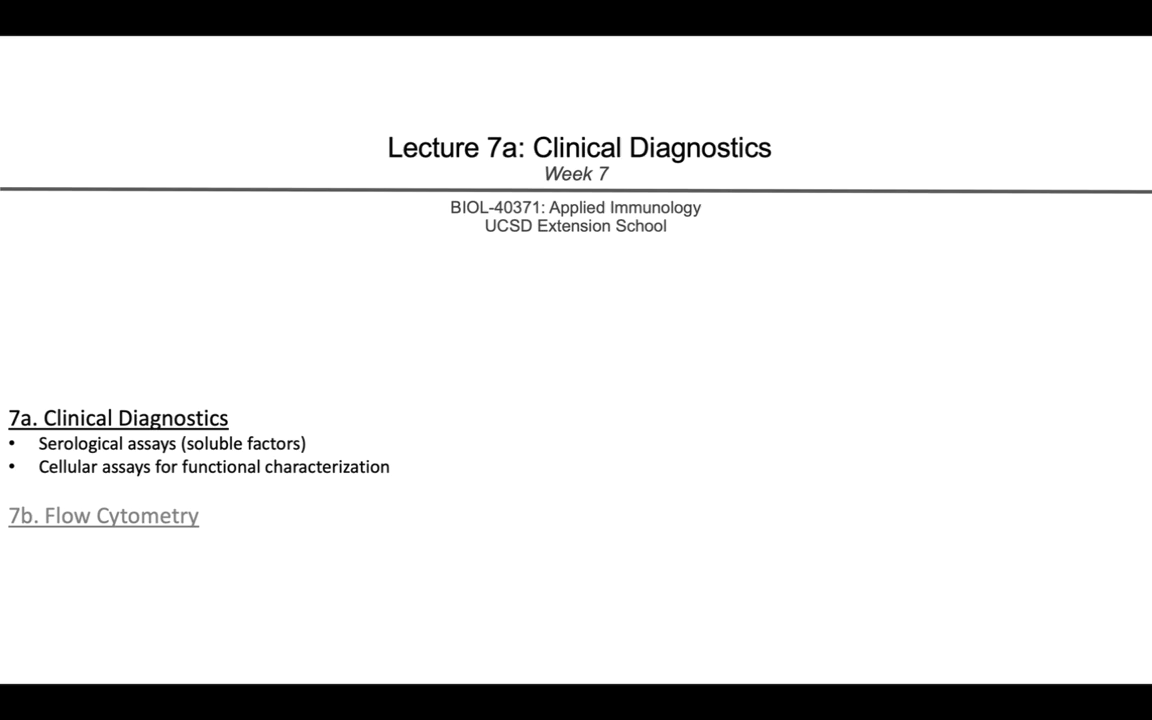 Lecture 7a: Clinical Diagnostics
Week 7
BIOL-40371: Applied Immunology
UCSD Extension School
7a. Clinical Diagnostics
• Serological assays (soluble factors)
• Cellular assays for functional characterization
7b. Flow Cytometry